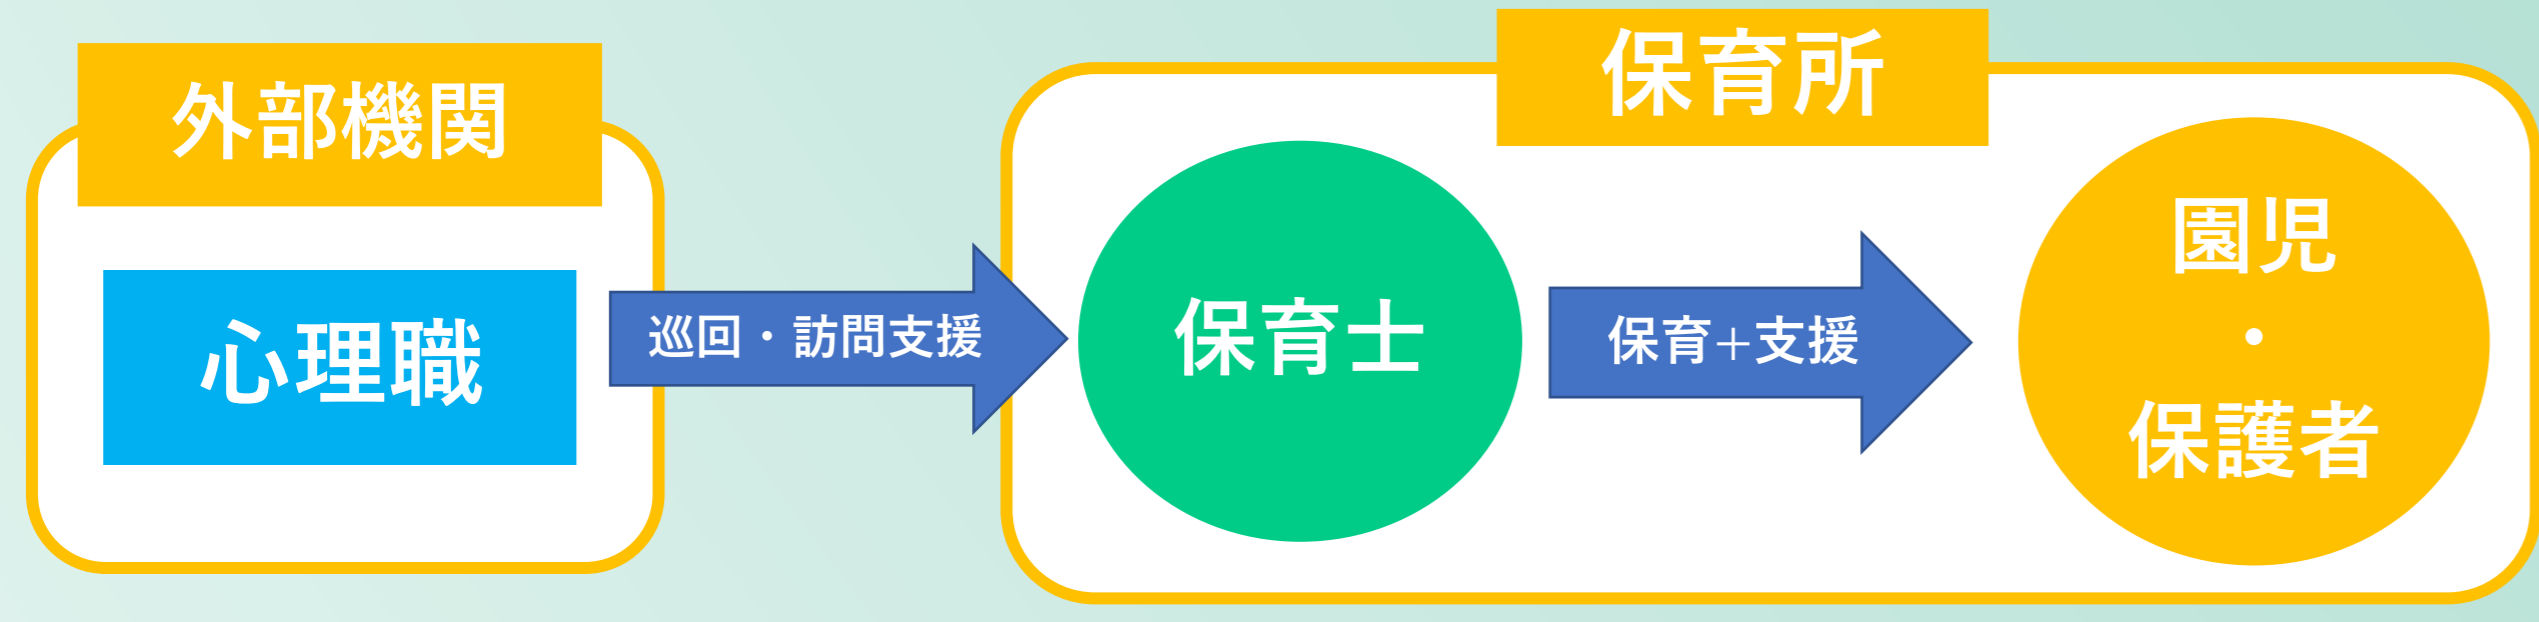 外部機関
心理職
巡回・訪問支援
保育所
保育士
保育＋支援
園児
・
保護者